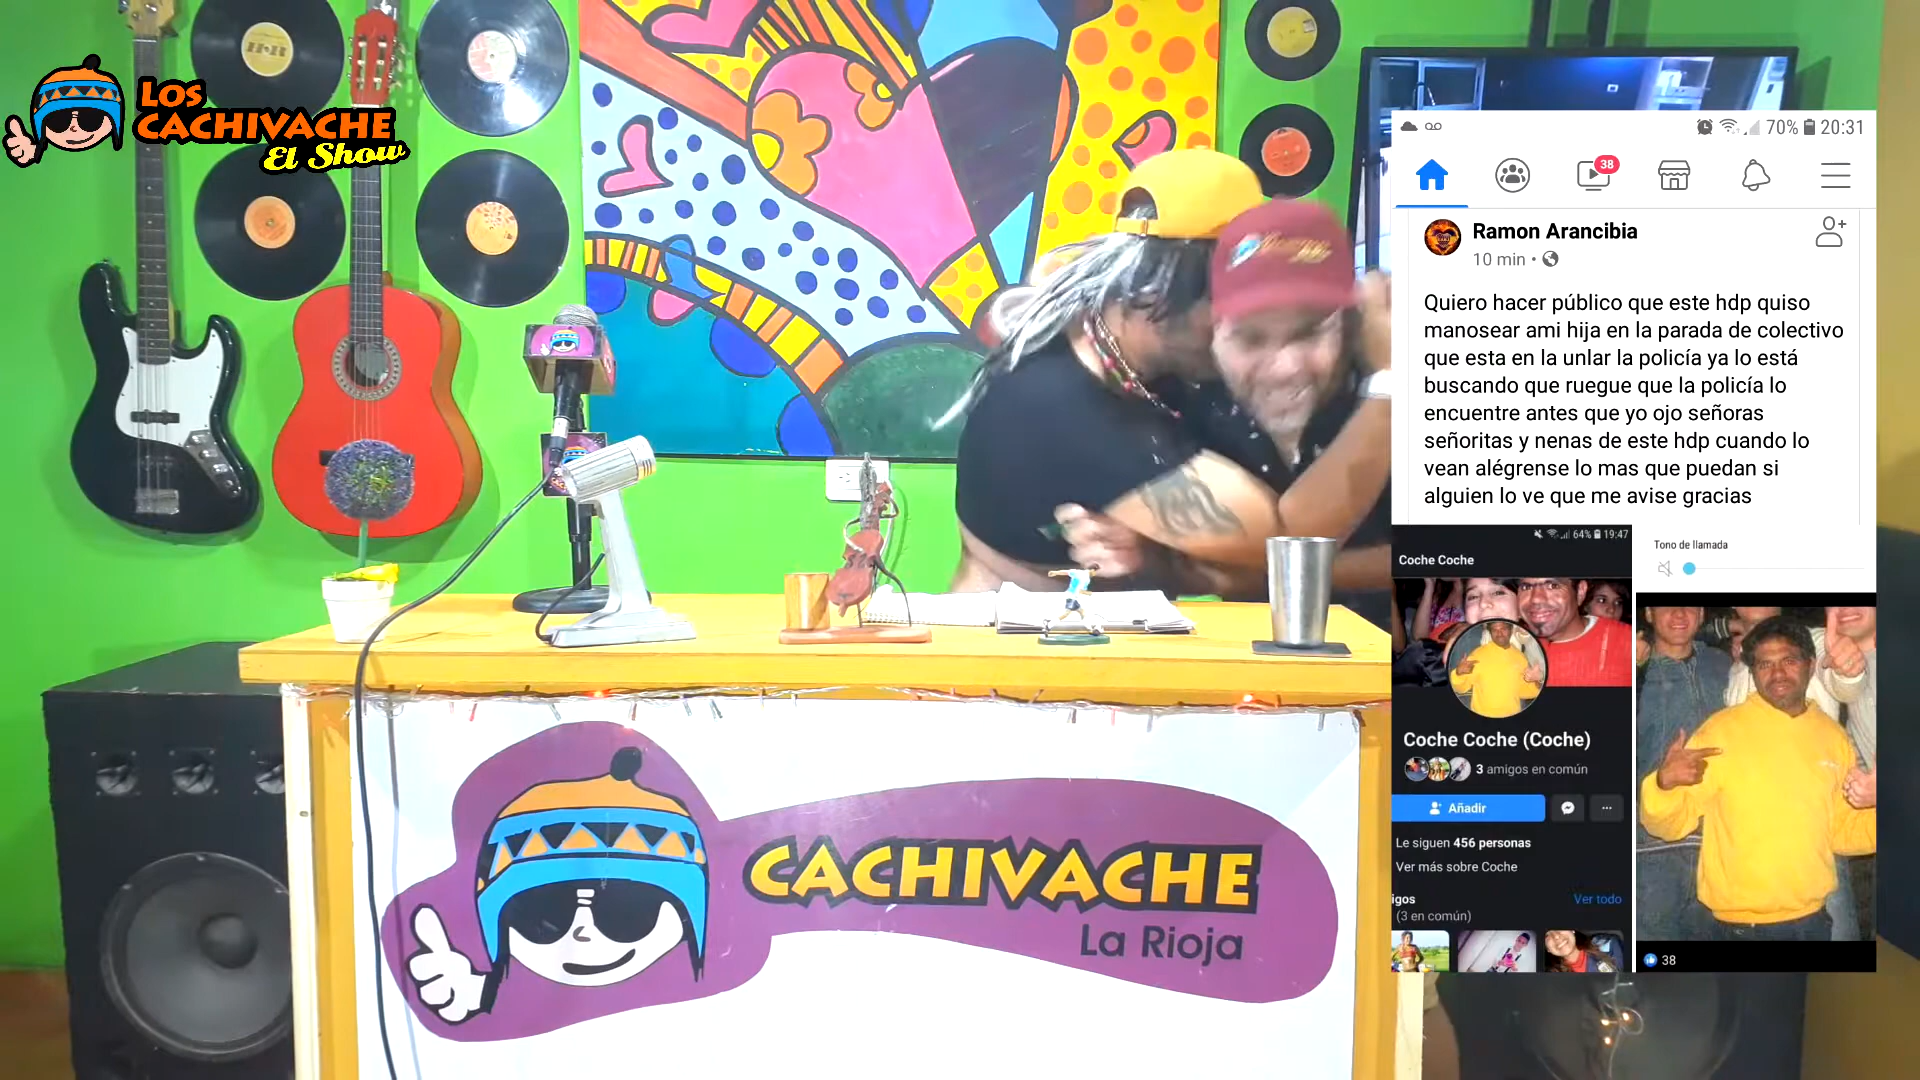 LOS
CACHIVACHE
El Show
70% 20:31
38
Ramon Arancibia
10 min •
Quiero hacer público que este hdp quiso
manosear ami hija en la parada de colectivo
que esta en la unlar la policía ya lo está
buscando que ruegue que la policía lo
encuentre antes que yo ojo señoras
señoritas y nenas de este hdp cuando lo
vean alégrense lo mas que puedan si
alguien lo ve que me avise gracias
64% 19:47
Coche Coche
Tono de llamada
Coche Coche (Coche)
3 amigos en común
Añadir
Le siguen 456 personas
Ver más sobre Coche
igos
Ver todo
(3 en común)
38
CACHIVACHE
La Rioja